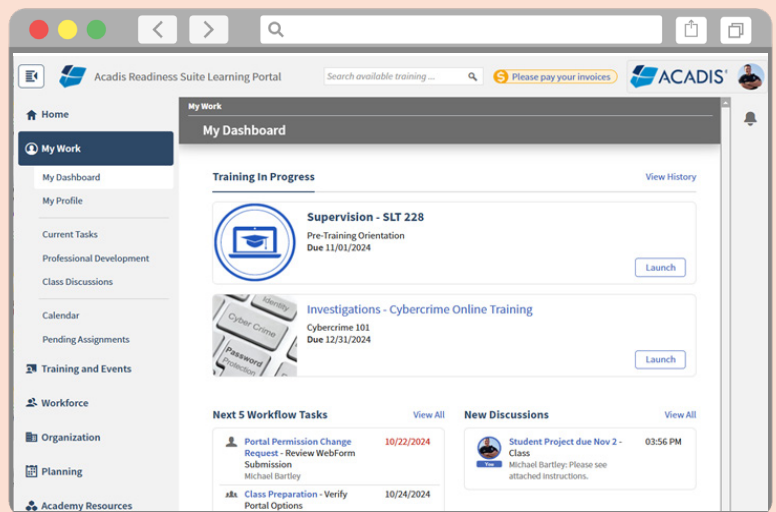 Acadis Readiness Suite Learning Portal
Search available training ...
Please pay your invoices
ACADIS
Home
My Work
My Dashboard
My Profile
Current Tasks
Professional Development
Class Discussions
Calendar
Pending Assignments
Training and Events
Workforce
Organization
Planning
Academy Resources
My Work
My Dashboard
Training In Progress
View History
Supervision - SLT 228
Pre-Training Orientation
Due 11/01/2024
Launch
Identity
Cyber Crime
Password
Protection
Investigations - Cybercrime Online Training
Cybercrime 101
Due 12/31/2024
Launch
Next 5 Workflow Tasks
View All
Portal Permission Change
10/22/2024
Request - Review WebForm
Submission
Michael Bartley
Class Preparation - Verify
10/24/2024
Portal Options
New Discussions
View All
Student Project due Nov 2 -
03:56 PM
Class
You
Michael Bartley: Please see
attached instructions.